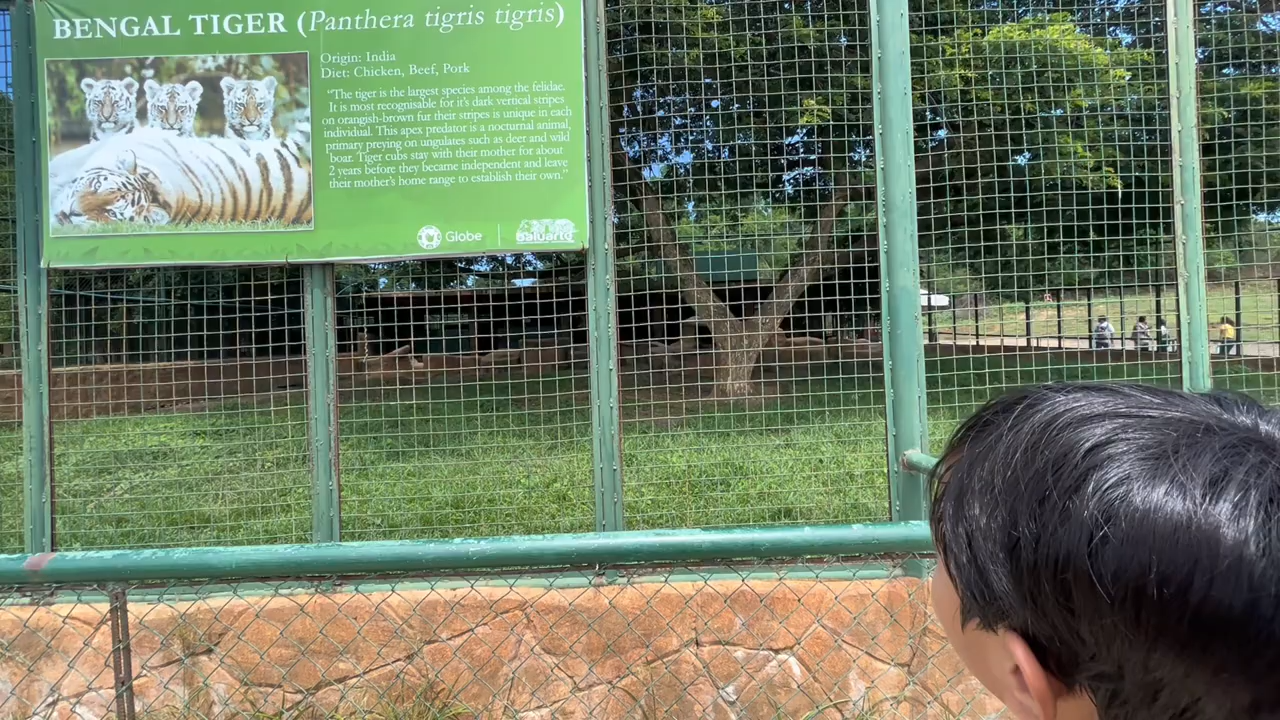 BENGAL TIGER (Panthera tigris tigris)
Origin: India
Diet: Chicken, Beef, Pork
"The tiger is the largest species among the felidae.
It is most recognisable for it's dark vertical stripes
on orangish-brown fur their stripes is unique in each
individual. This apex predator is a nocturnal animal,
primary preying on ungulates such as deer and wild
boar. Tiger cubs stay with their mother for about
2 years before they became independent and leave
their mother's home range to establish their own."
Globe
Baluarte